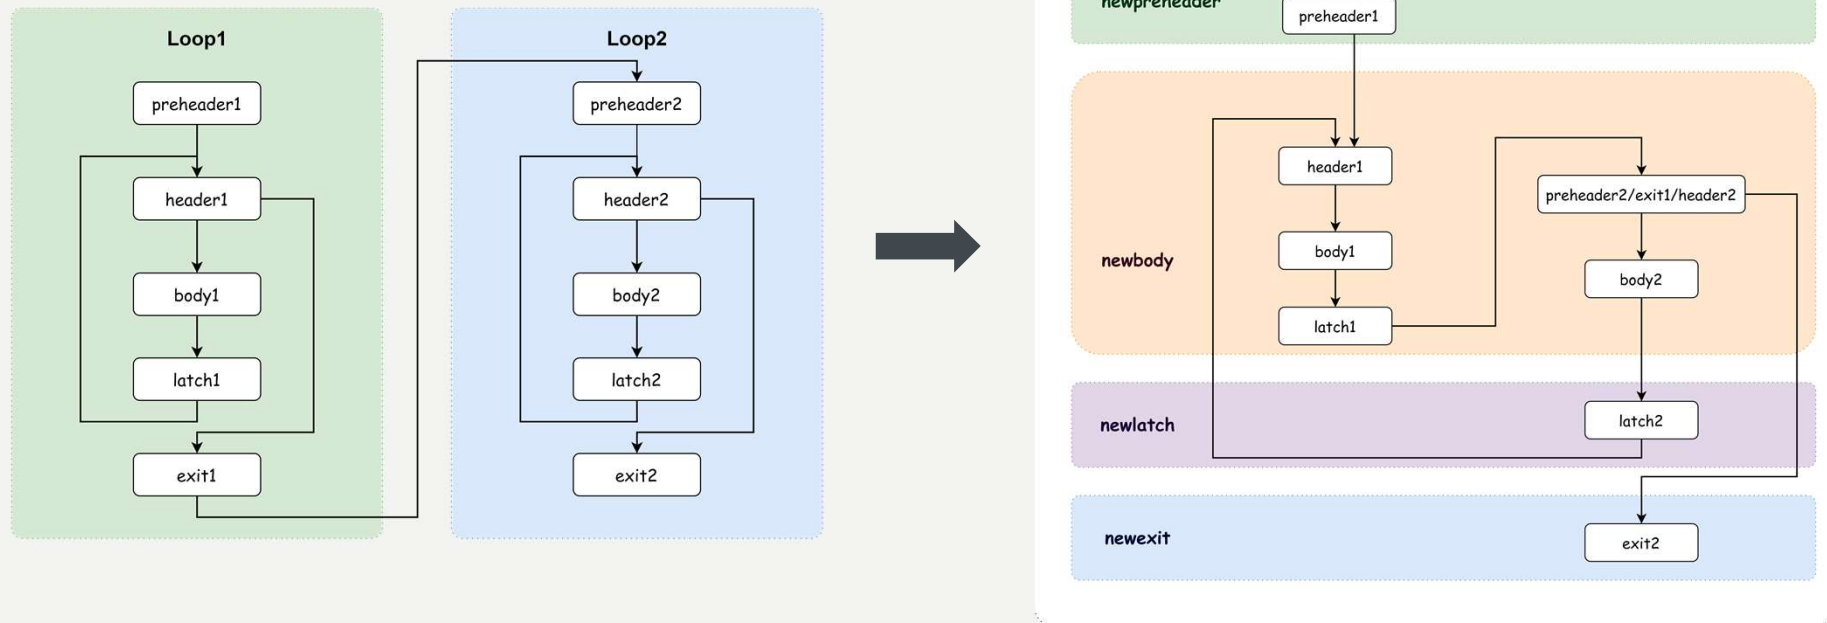 Loop1
preheader1
header1
body1
latch1
exit1
Loop2
preheader2
header2
body2
latch2
exit2
newpreheader
preheader1
newbody
header1
body1
latch1
preheader2/exit1/header2
body2
newlatch
latch2
newexit
exit2